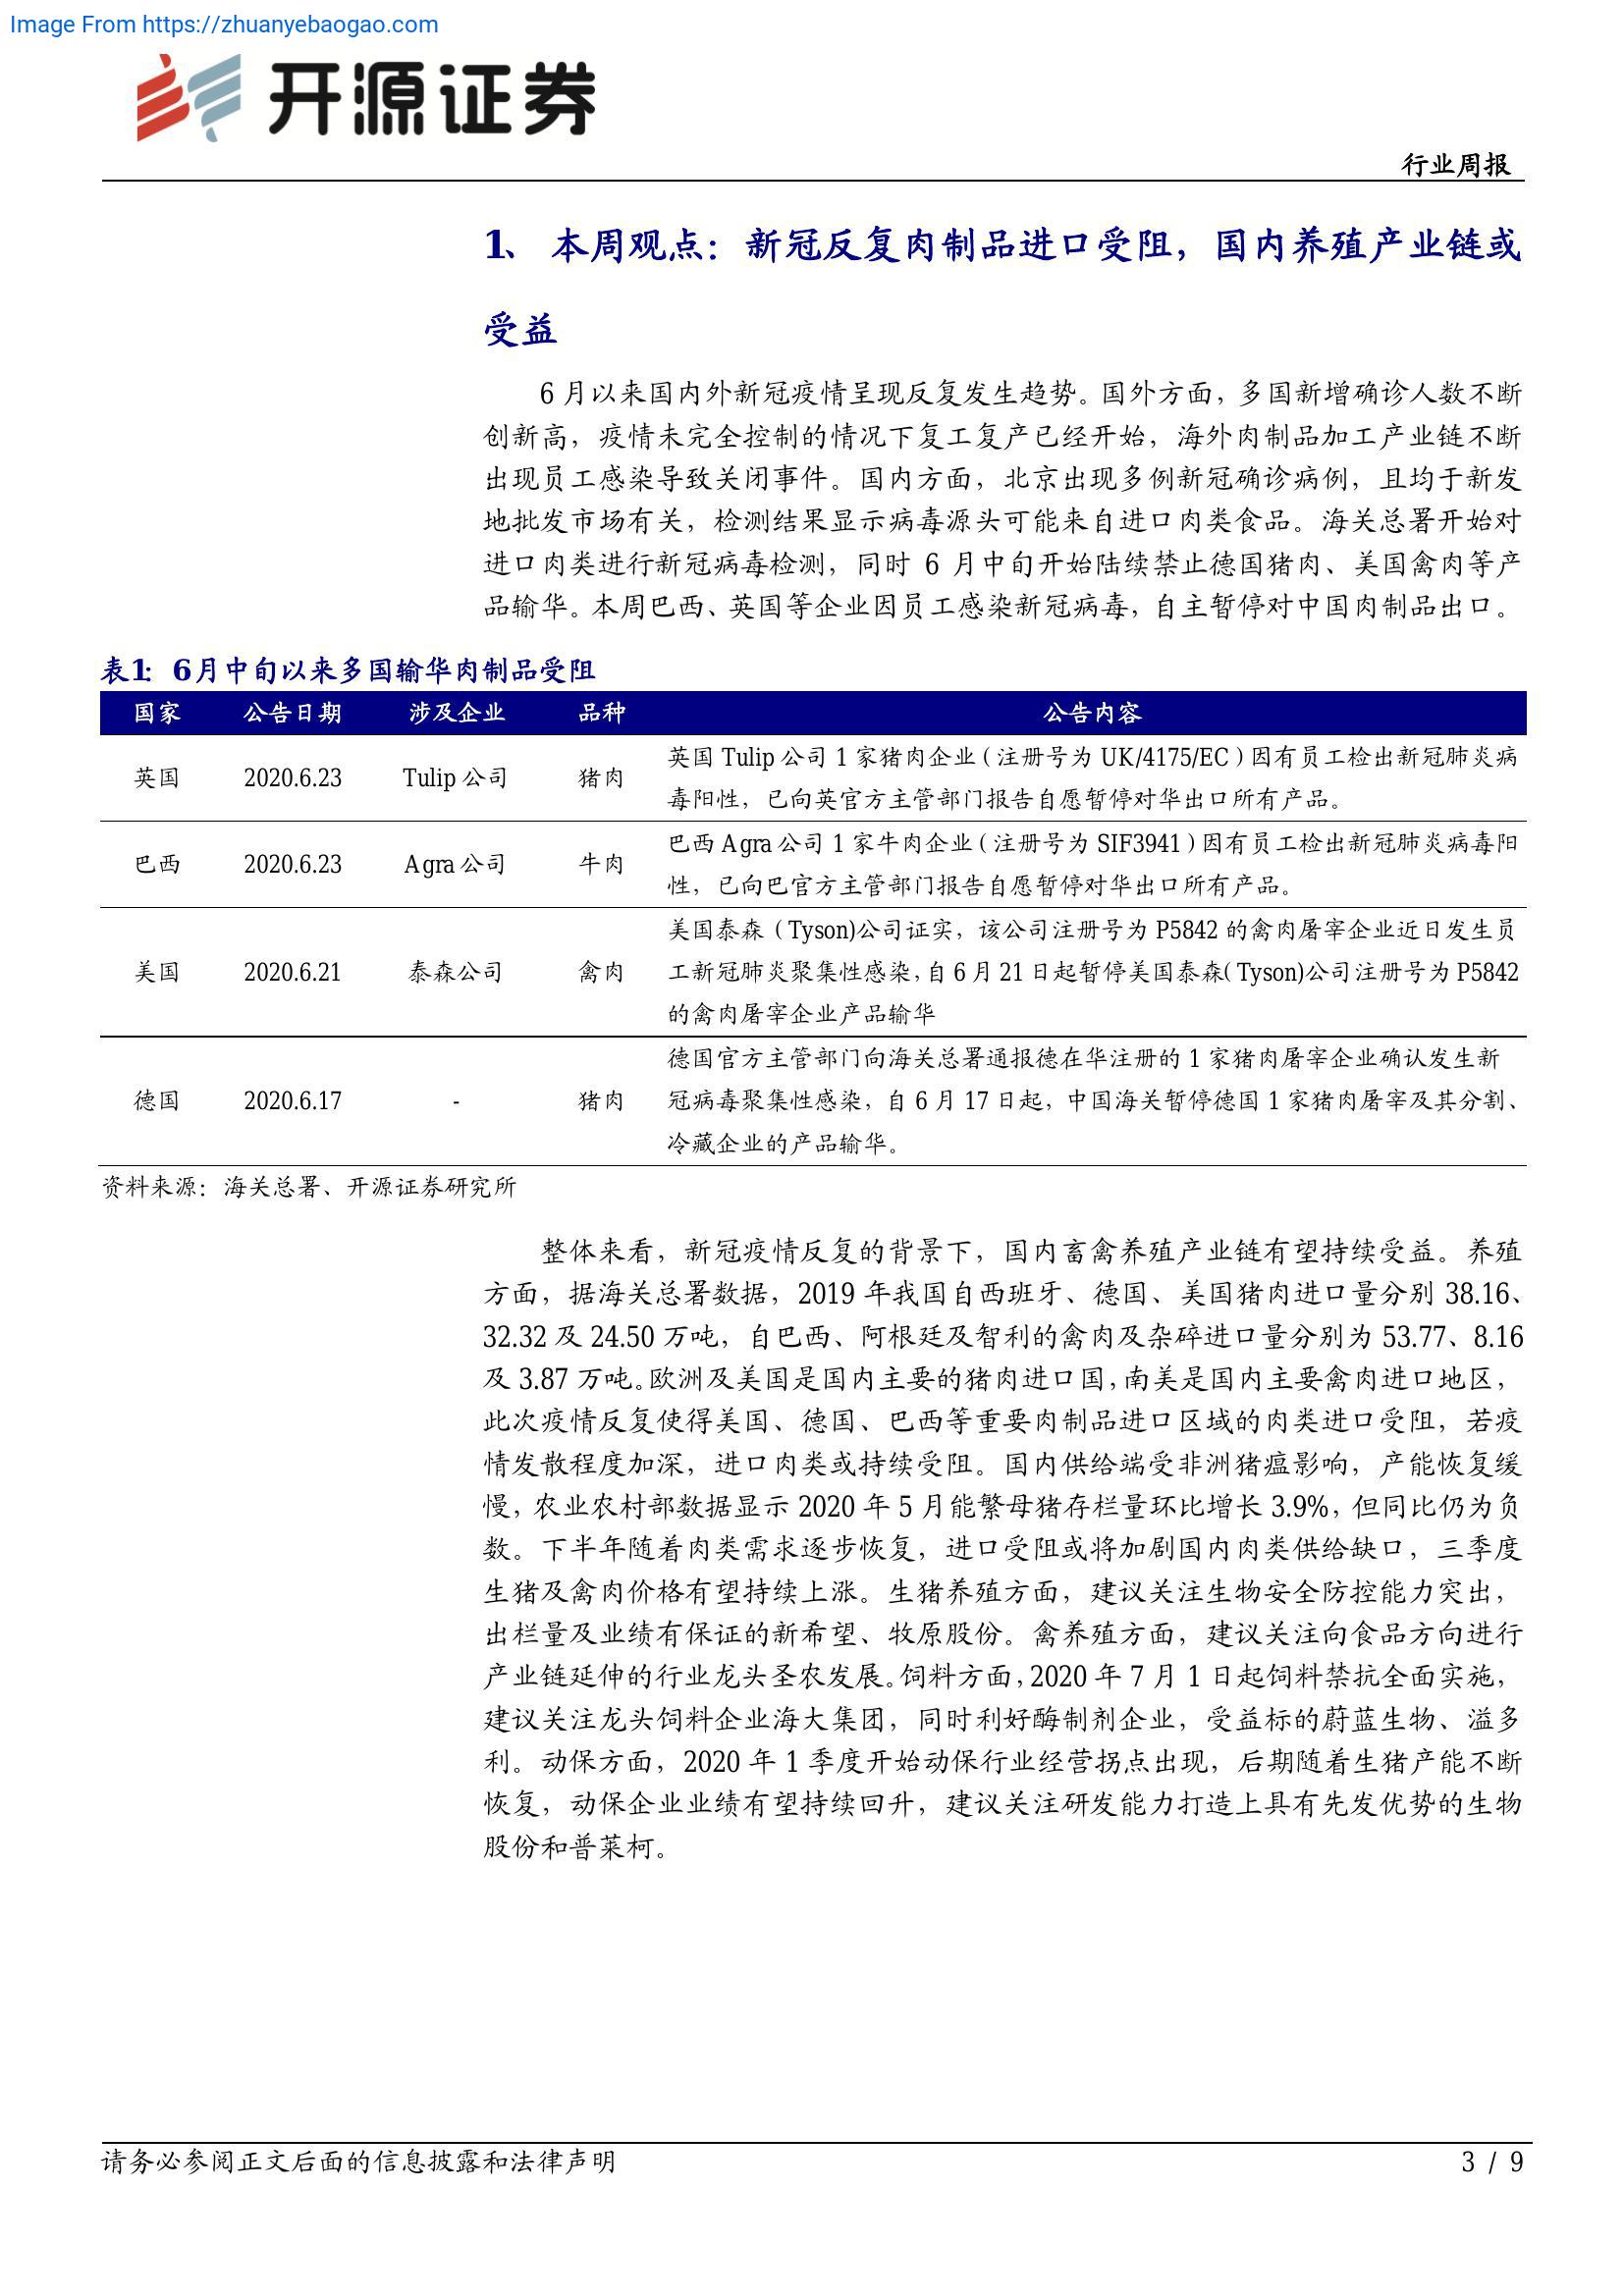 Image From https://zhuanyebaogao.com
开源证券
行业周报
1、 本周观点：新冠反复肉制品进口受阻，国内养殖产业链或
受益
6 月以来国内外新冠疫情呈现反复发生趋势。国外方面，多国新增确诊人数不断
创新高，疫情未完全控制的情况下复工复产已经开始，海外肉制品加工产业链不断
出现员工感染导致关闭事件。国内方面，北京出现多例新冠确诊病例，且均于新发
地批发市场有关，检测结果显示病毒源头可能来自进口肉类食品。海关总署开始对
进口肉类进行新冠病毒检测，同时 6 月中旬开始陆续禁止德国猪肉、美国禽肉等产
品输华。本周巴西、英国等企业因员工感染新冠病毒，自主暂停对中国肉制品出口。
表1： 6月中旬以来多国输华肉制品受阻
国家 公告日期 涉及企业 品种 公告内容
英国 2020.6.23 Tulip 公司 猪肉 英国 Tulip 公司 1 家猪肉企业（注册号为 UK/4175/EC）因有员工检出新冠肺炎病
毒阳性，已向英官方主管部门报告自愿暂停对华出口所有产品。
巴西 2020.6.23 Agra 公司 牛肉 巴西 Agra 公司 1 家牛肉企业（注册号为 SIF3941）因有员工检出新冠肺炎病毒阳
性，已向巴官方主管部门报告自愿暂停对华出口所有产品。
美国 2020.6.21 泰森公司 禽肉 美国泰森（Tyson)公司证实，该公司注册号为 P5842 的禽肉屠宰企业近日发生员
工新冠肺炎聚集性感染，自 6 月 21 日起暂停美国泰森（Tyson)公司注册号为 P5842
的禽肉屠宰企业产品输华
德国 2020.6.17 - 猪肉 德国官方主管部门向海关总署通报德在华注册的 1 家猪肉屠宰企业确认发生新
冠病毒聚集性感染，自 6 月 17 日起，中国海关暂停德国 1 家猪肉屠宰及其分割、
冷藏企业的产品输华。
资料来源：海关总署、开源证券研究所
整体来看，新冠疫情反复的背景下，国内畜禽养殖产业链有望持续受益。养殖
方面，据海关总署数据，2019 年我国自西班牙、德国、美国猪肉进口量分别 38.16、
32.32 及 24.50 万吨，自巴西、阿根廷及智利的禽肉及杂碎进口量分别为 53.77、8.16
及 3.87 万吨。欧洲及美国是国内主要的猪肉进口国，南美是国内主要禽肉进口地区，
此次疫情反复使得美国、德国、巴西等重要肉制品进口区域的肉类进口受阻，若疫
情发散程度加深，进口肉类或持续受阻。国内供给端受非洲猪瘟影响，产能恢复缓
慢，农业农村部数据显示 2020 年 5 月能繁母猪存栏量环比增长 3.9%，但同比仍为负
数。下半年随着肉类需求逐步恢复，进口受阻或将加剧国内肉类供给缺口，三季度
生猪及禽肉价格有望持续上涨。生猪养殖方面，建议关注生物安全防控能力突出，
出栏量及业绩有保证的新希望、牧原股份。禽养殖方面，建议关注向食品方向进行
产业链延伸的行业龙头圣农发展。饲料方面，2020 年 7 月 1 日起饲料禁抗全面实施，
建议关注龙头饲料企业海大集团，同时利好酶制剂企业，受益标的蔚蓝生物、溢多
利。动保方面，2020 年 1 季度开始动保行业经营拐点出现，后期随着生猪产能不断
恢复，动保企业业绩有望持续回升，建议关注研发能力打造上具有先发优势的生物
股份和普莱柯。
请务必参阅正文后面的信息披露和法律声明 3 / 9